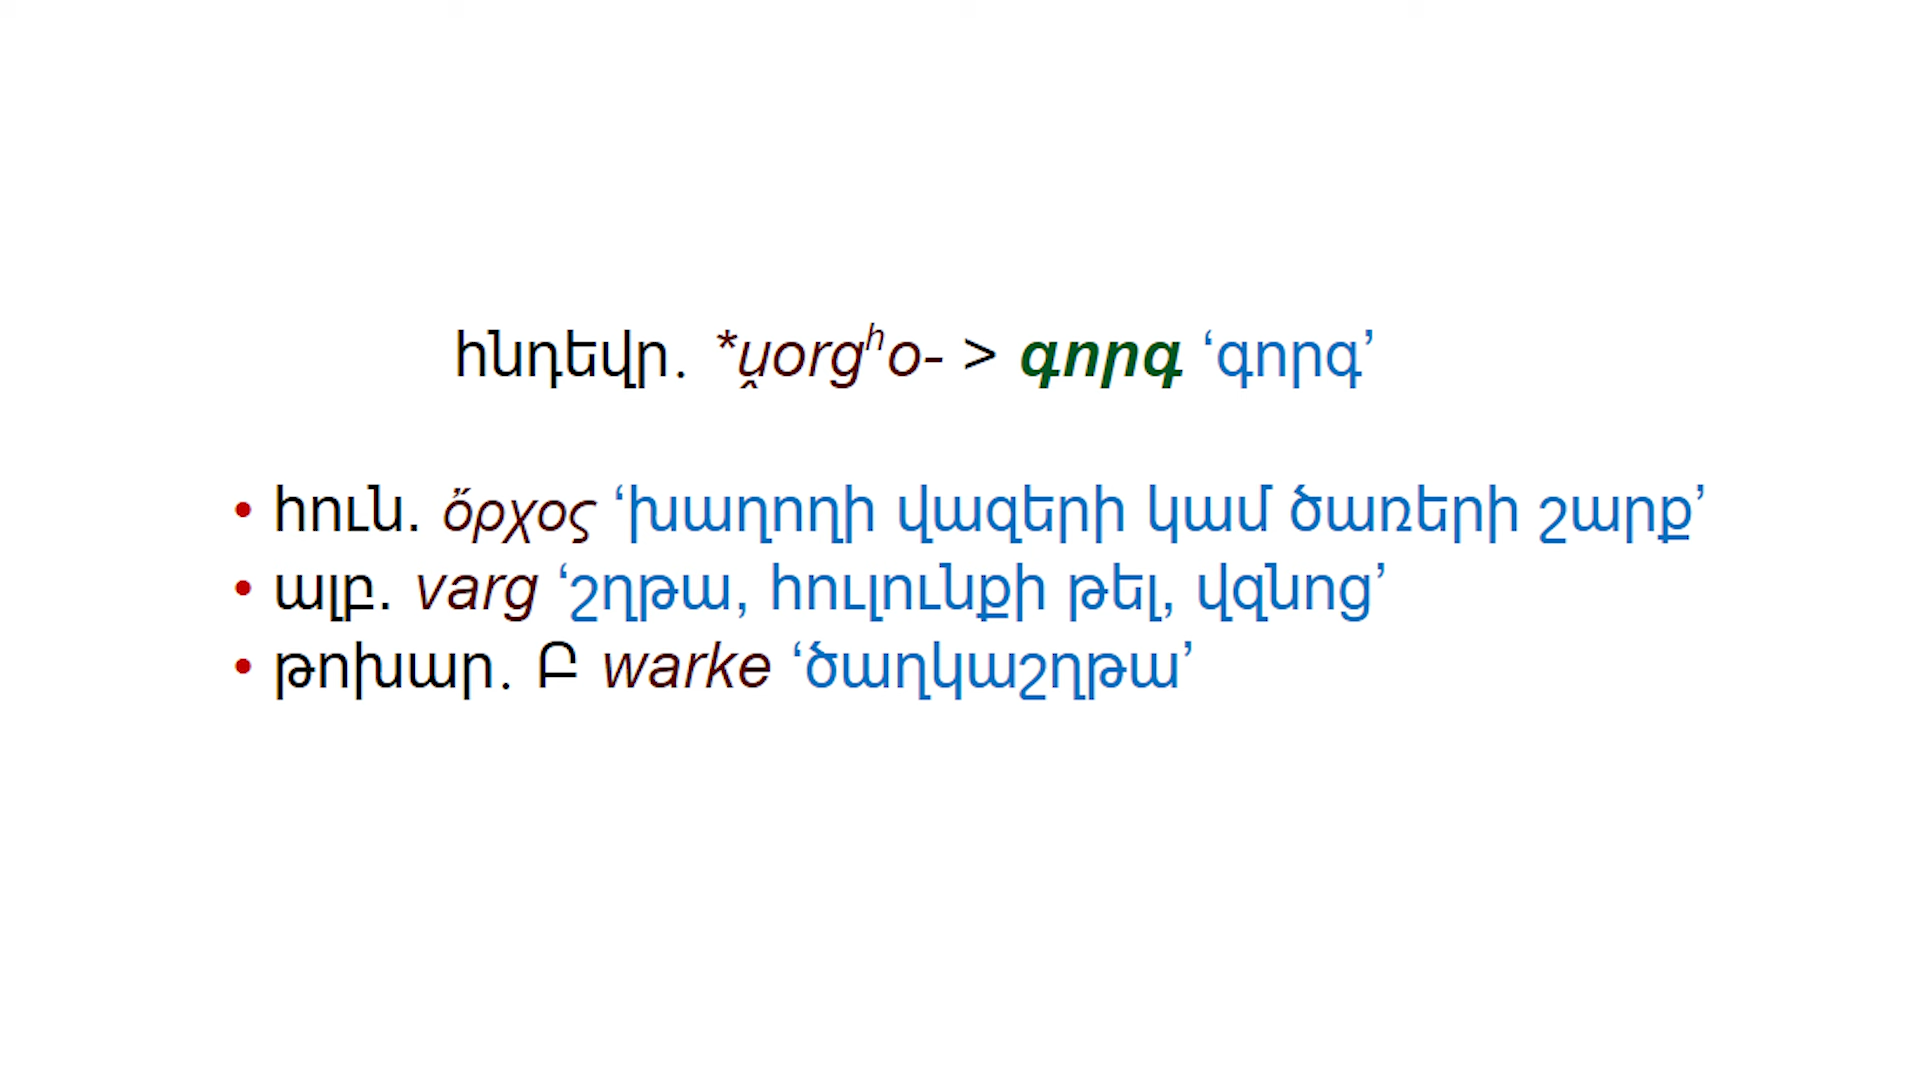 հնդեվր. *u̯orgʰo- > գորգ ‘գորգ’
• հուն. ὄρχος ‘խաղողի վազերի կամ ծառերի շարք’
• ալբ. varg ‘շղթա, հուլունքի թել, վզնոց’
• թոխար. Բ warke ‘ծաղկաշղթա’